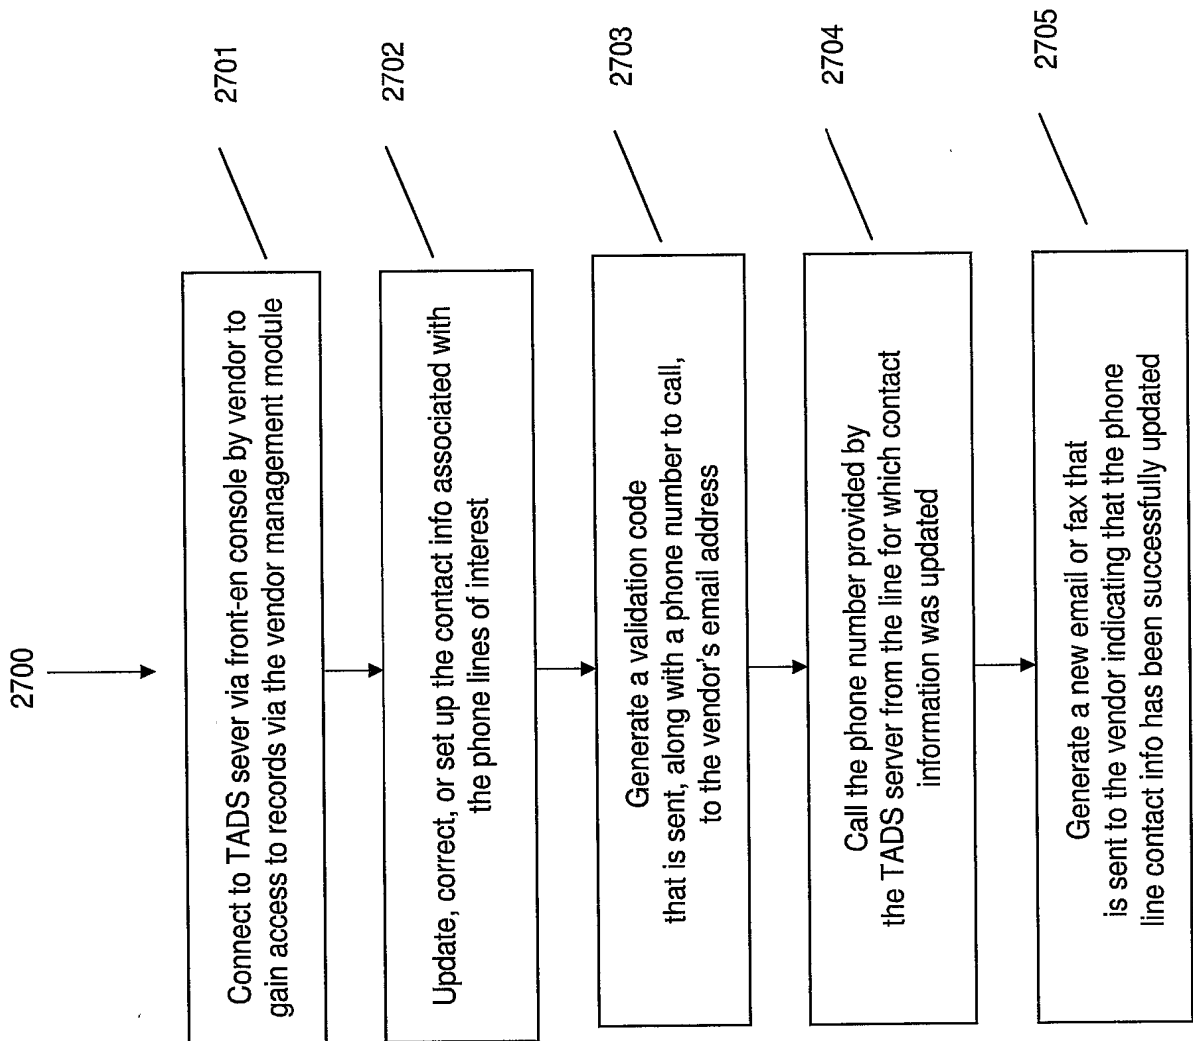 2700
Connect to TADS sever via front-en console by vendor to
gain access to records via the vendor management module
2701
Update, correct, or set up the contact info associated with
the phone lines of interest
2702
Generate a validation code
that is sent, along with a phone number to call,
to the vendor's email address
2703
Call the phone number provided by
the TADS server from the line for which contact
information was updated
2704
Generate a new email or fax that
is sent to the vendor indicating that the phone
line contact info has been successfully updated
2705